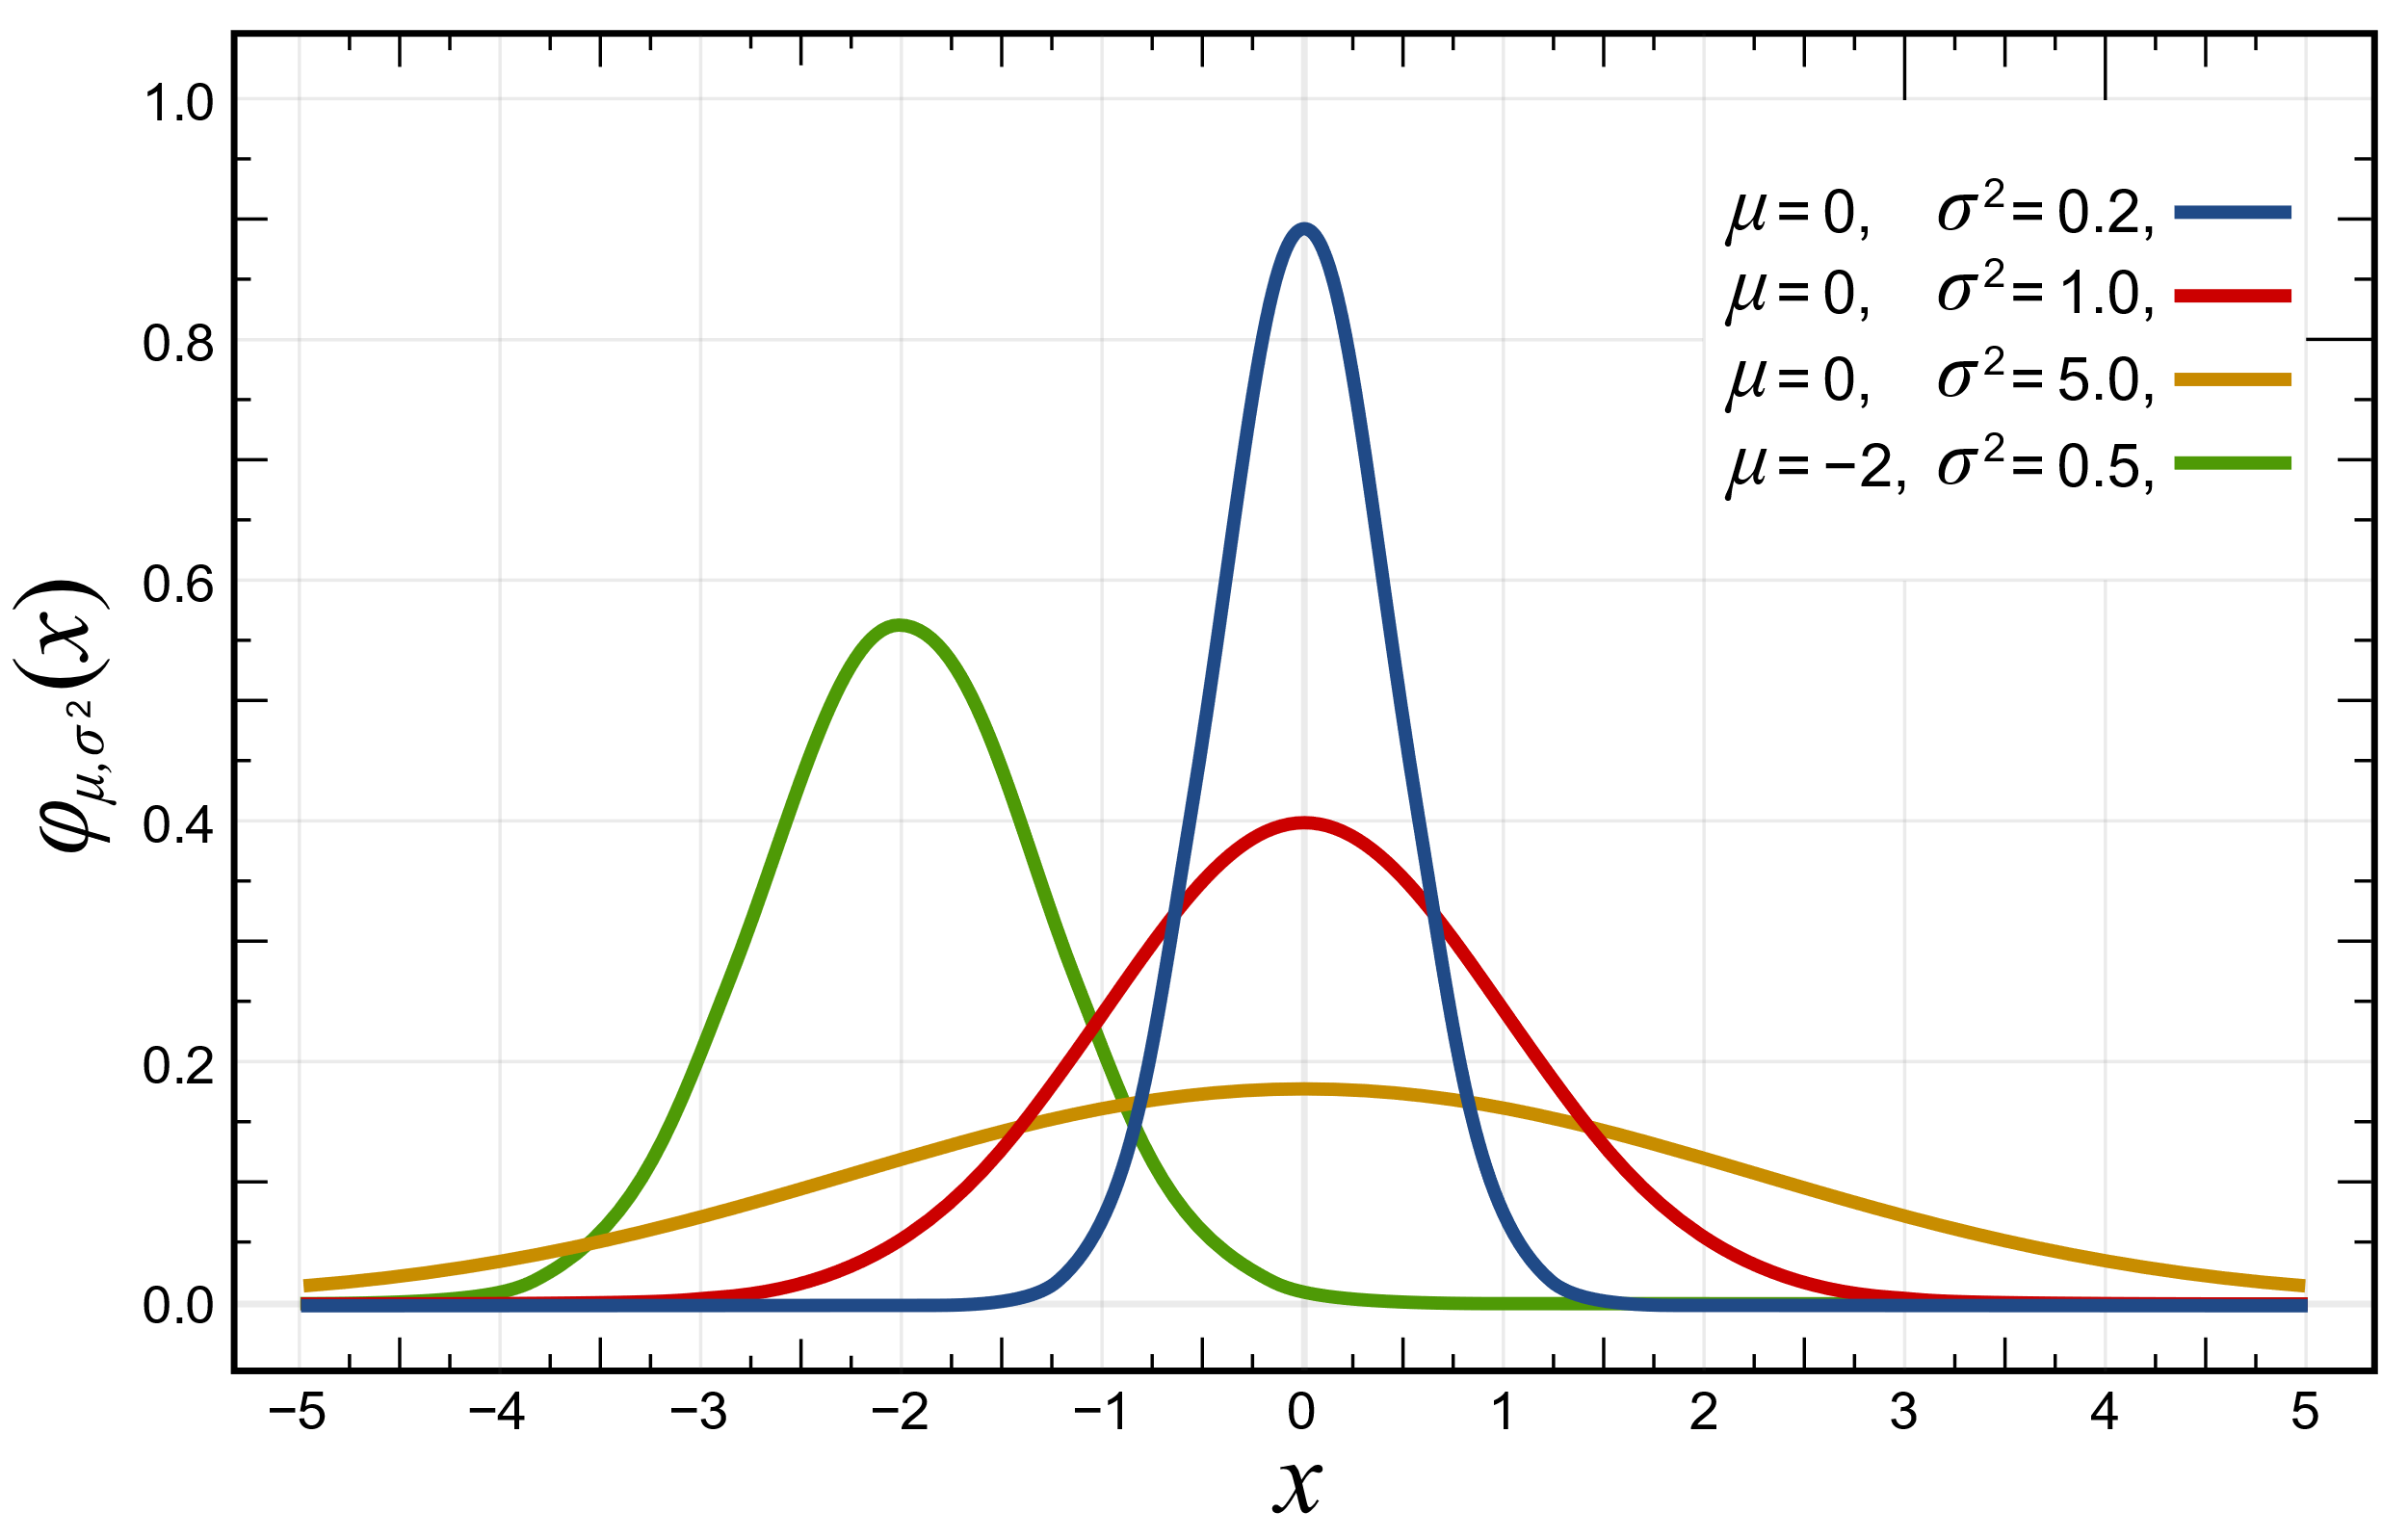 1.0
0.8
0.6
0.4
0.2
0.0
φμ,σ²(x)
μ = 0, σ² = 0.2,
μ = 0, σ² = 1.0,
μ = 0, σ² = 5.0,
μ = −2, σ² = 0.5,
−5 −4 −3 −2 −1 0 1 2 3 4 5
x